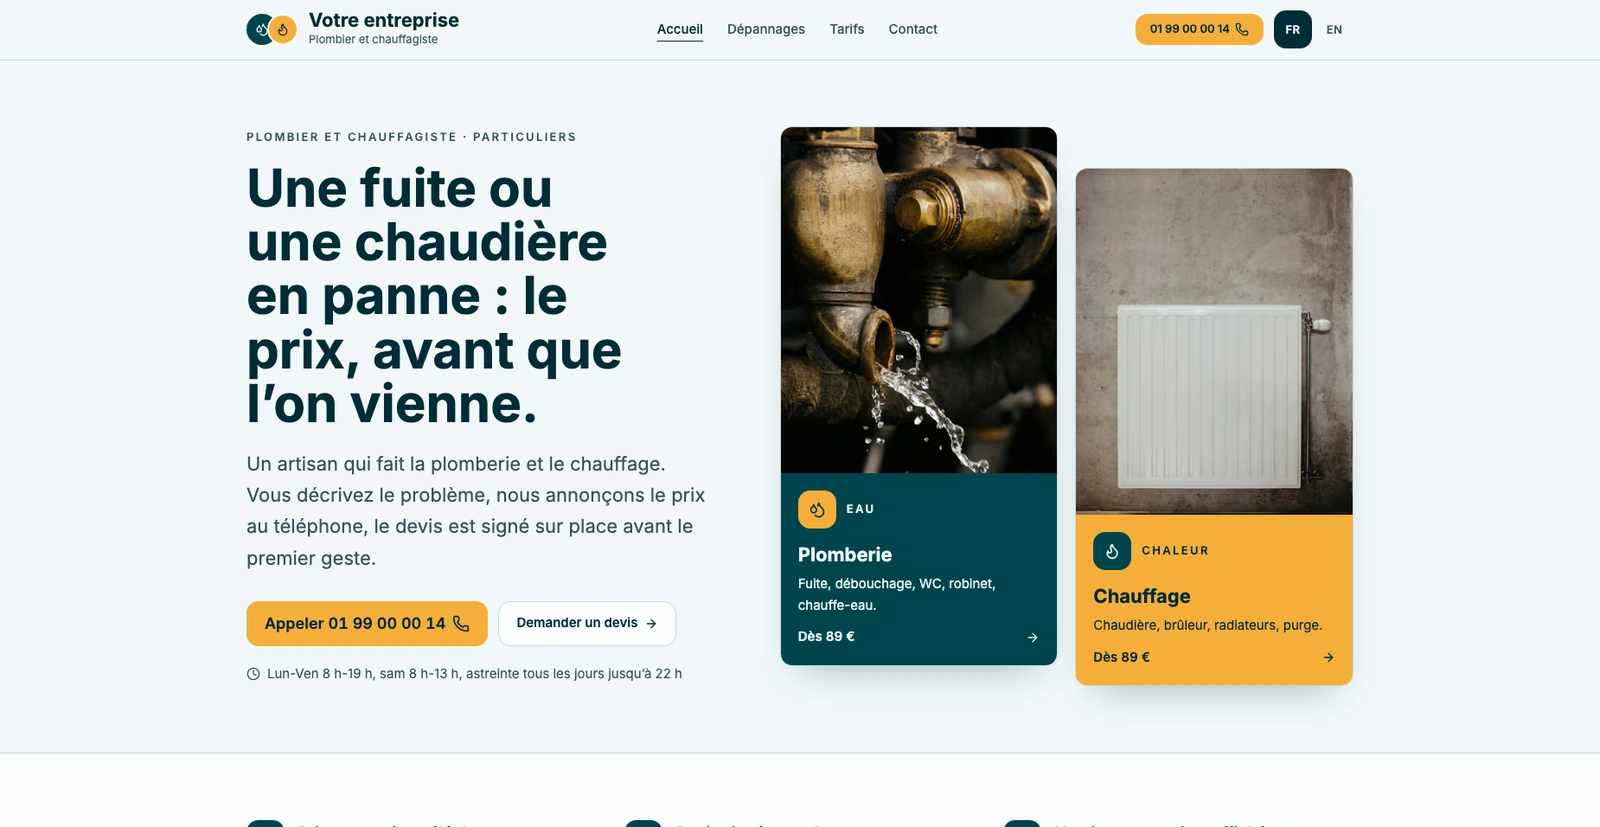 Votre entreprise
Plombier et chauffagiste
Accueil
Dépannages
Tarifs
Contact
01 99 00 00 14
FR
EN
PLOMBIER ET CHAUFFAGISTE · PARTICULIERS
Une fuite ou
une chaudière
en panne : le
prix, avant que
l’on vienne.
Un artisan qui fait la plomberie et le chauffage.
Vous décrivez le problème, nous annonçons le prix
au téléphone, le devis est signé sur place avant le
premier geste.
Appeler 01 99 00 00 14
Demander un devis
Lun-Ven 8 h-19 h, sam 8 h-13 h, astreinte tous les jours jusqu’à 22 h
EAU
Plomberie
Fuite, débouchage, WC, robinet,
chauffe-eau.
Dès 89 €
CHALEUR
Chauffage
Chaudière, brûleur, radiateurs, purge.
Dès 89 €